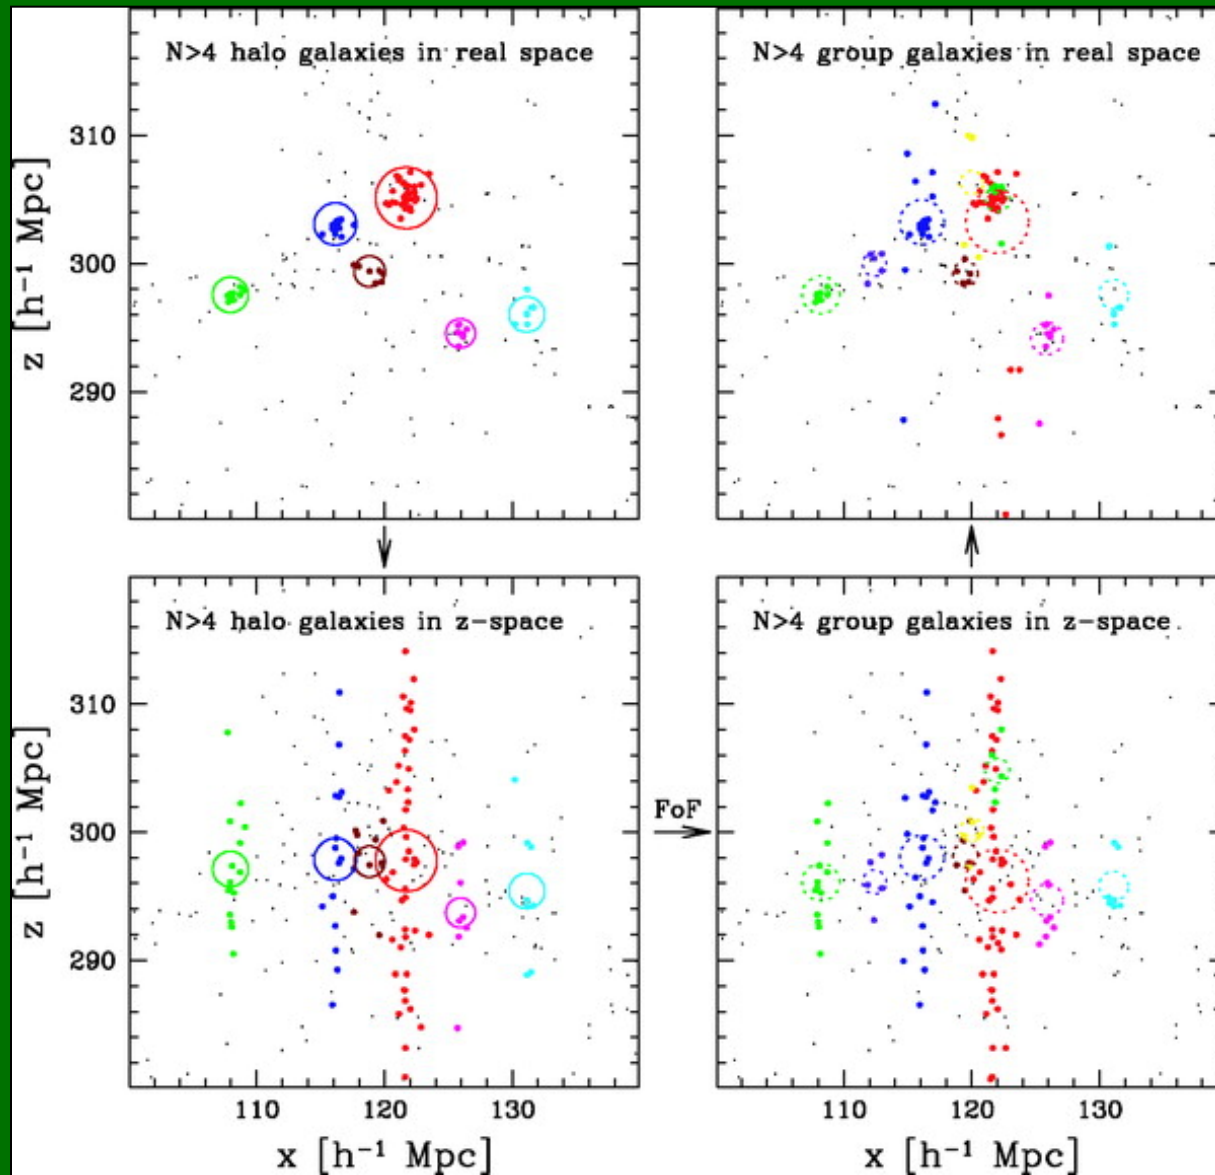 N>4 halo galaxies in real space
N>4 group galaxies in real space
310
300
290
z [h⁻¹ Mpc]
N>4 halo galaxies in z-space
N>4 group galaxies in z-space
310
300
290
z [h⁻¹ Mpc]
FoF
110 120 130
110 120 130
x [h⁻¹ Mpc]
x [h⁻¹ Mpc]